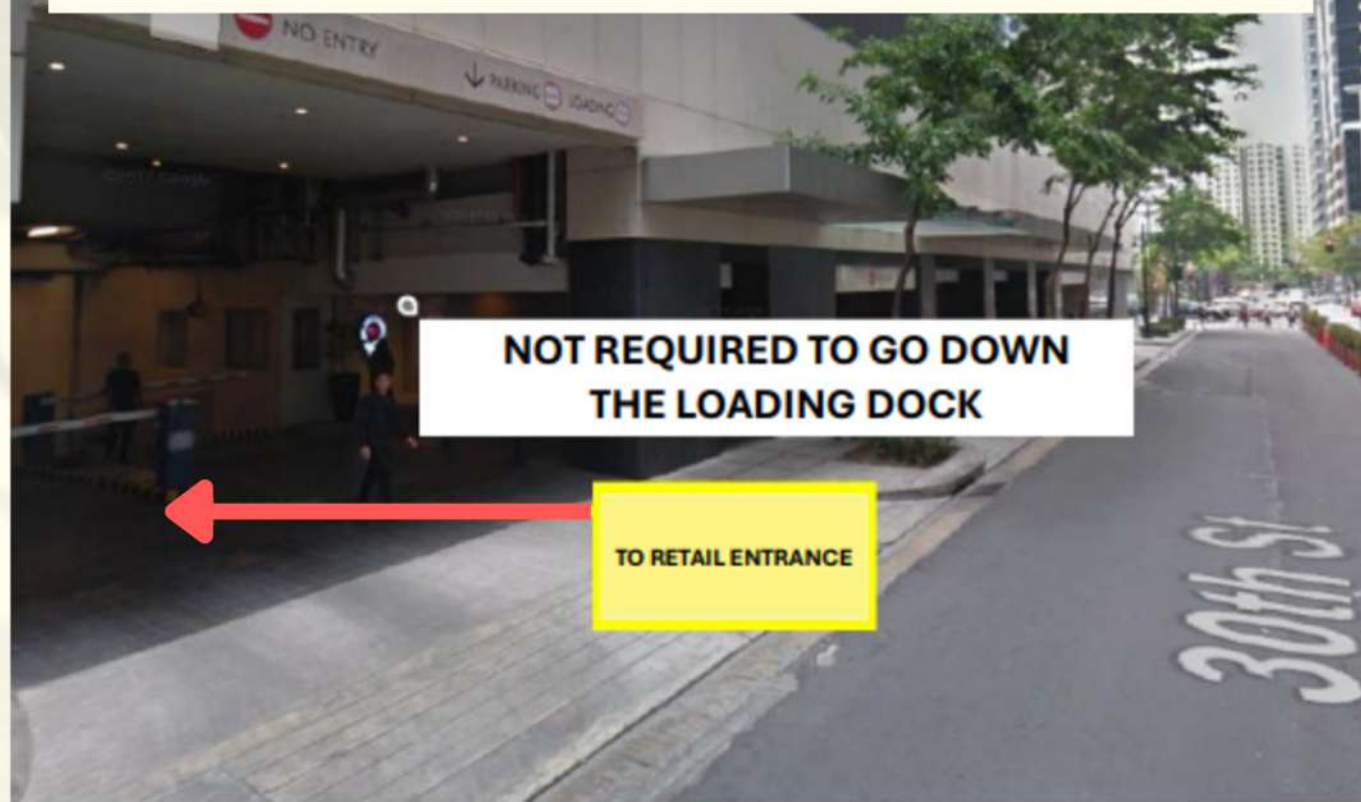 NO ENTRY
PARKING LOADING
NOT REQUIRED TO GO DOWN
THE LOADING DOCK
TO RETAIL ENTRANCE
30th St